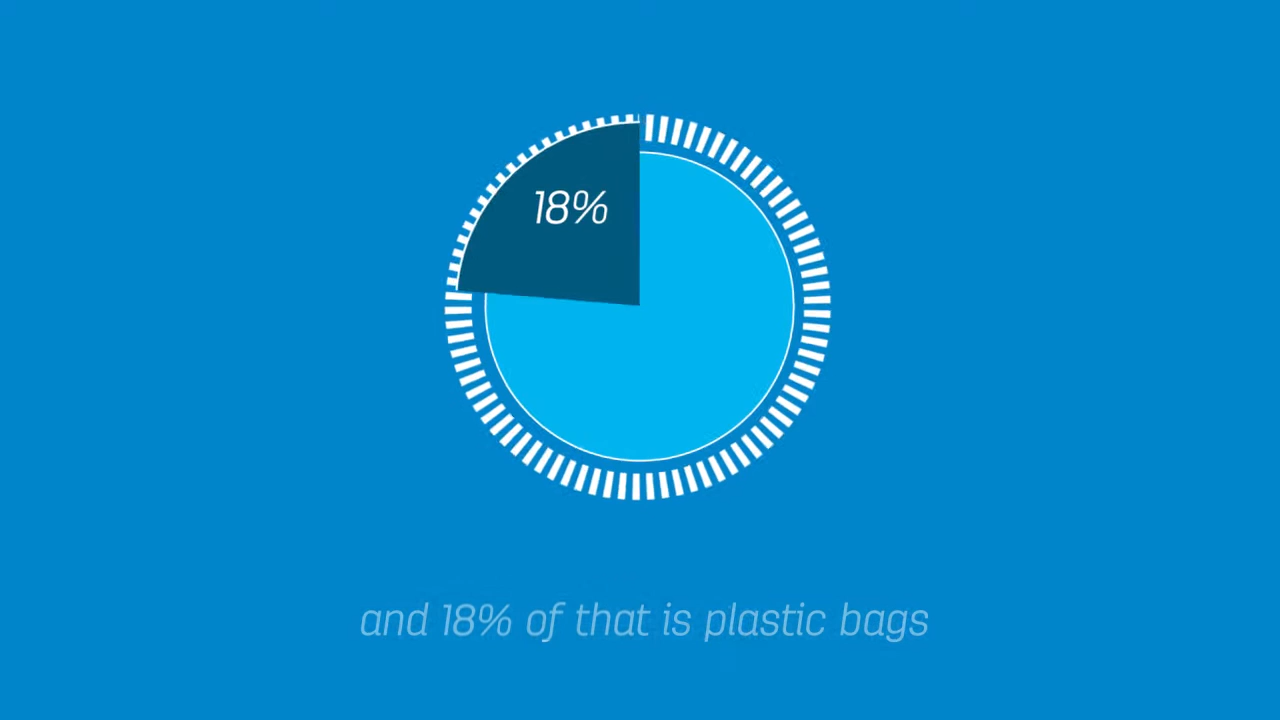 18%
and 18% of that is plastic bags